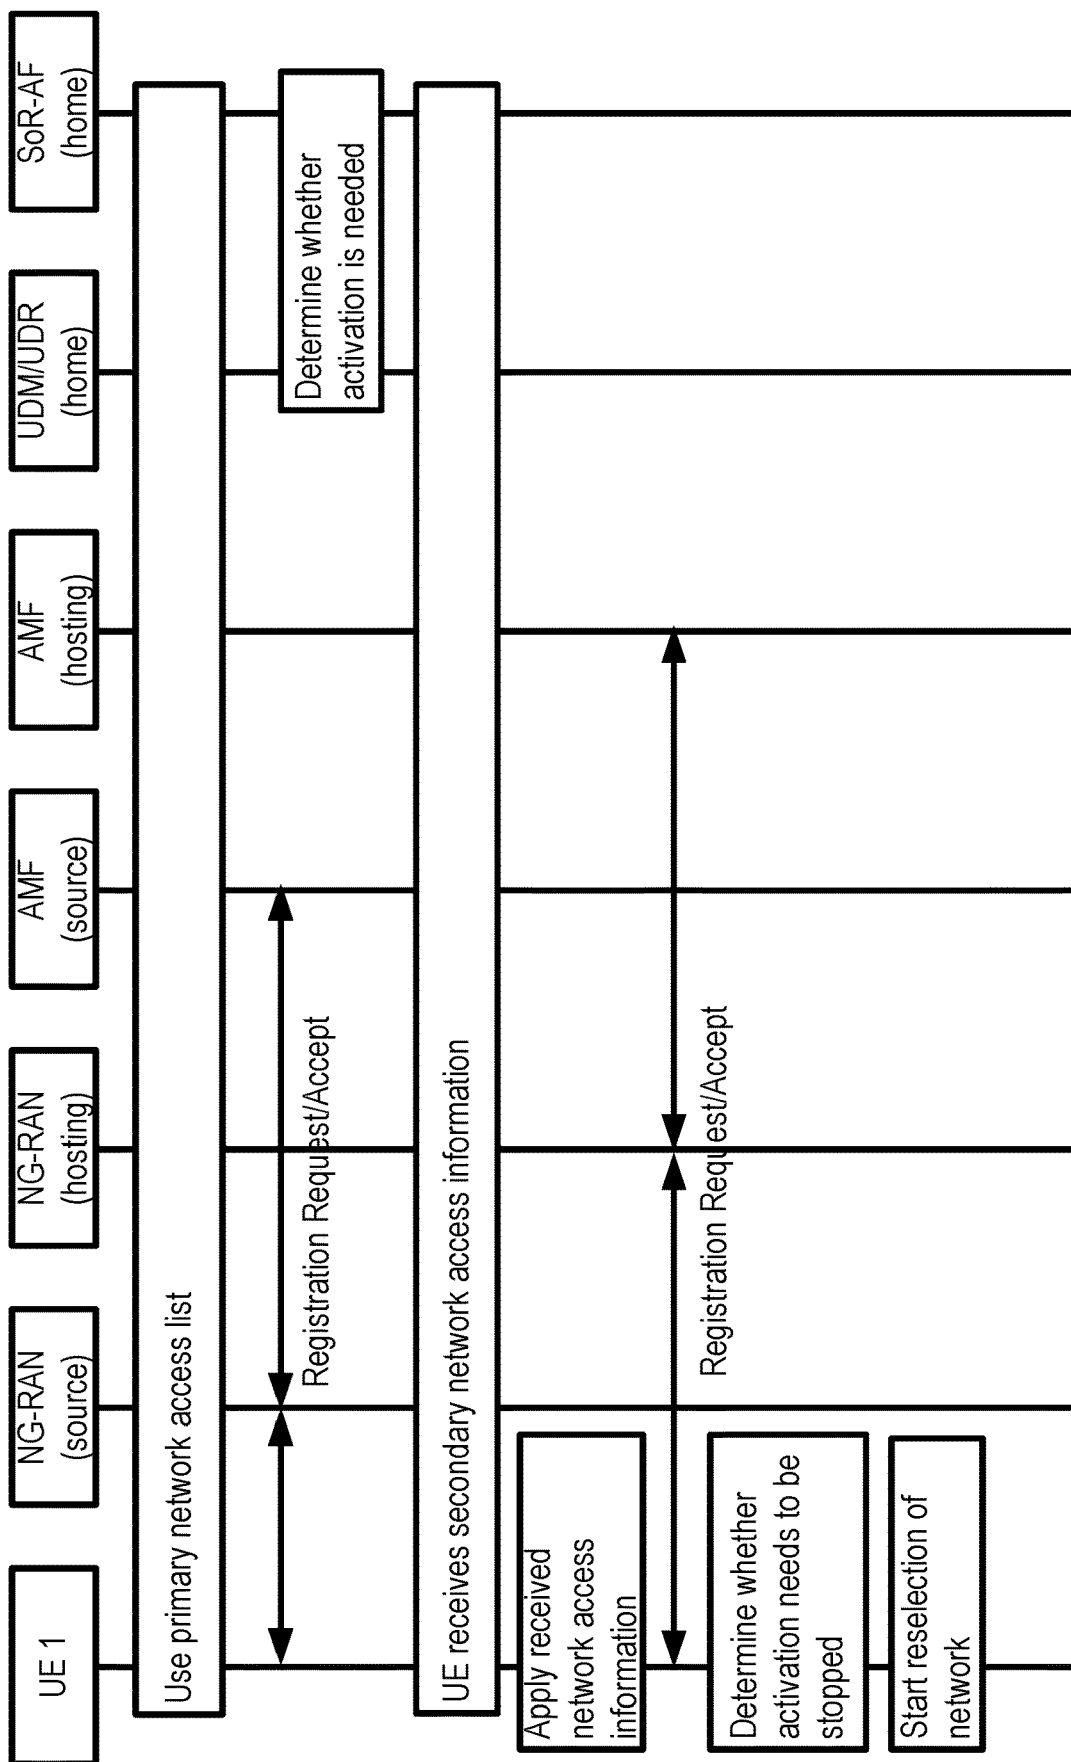 UE 1
NG-RAN
(source)
NG-RAN
(hosting)
AMF
(source)
AMF
(hosting)
UDM/UDR
(home)
SoR-AF
(home)
Use primary network access list
Registration Request/Accept
Determine whether
activation is needed
UE receives secondary network access information
Apply received
network access
information
Registration Request/Accept
Determine whether
activation needs to be
stopped
Start reselection of
network